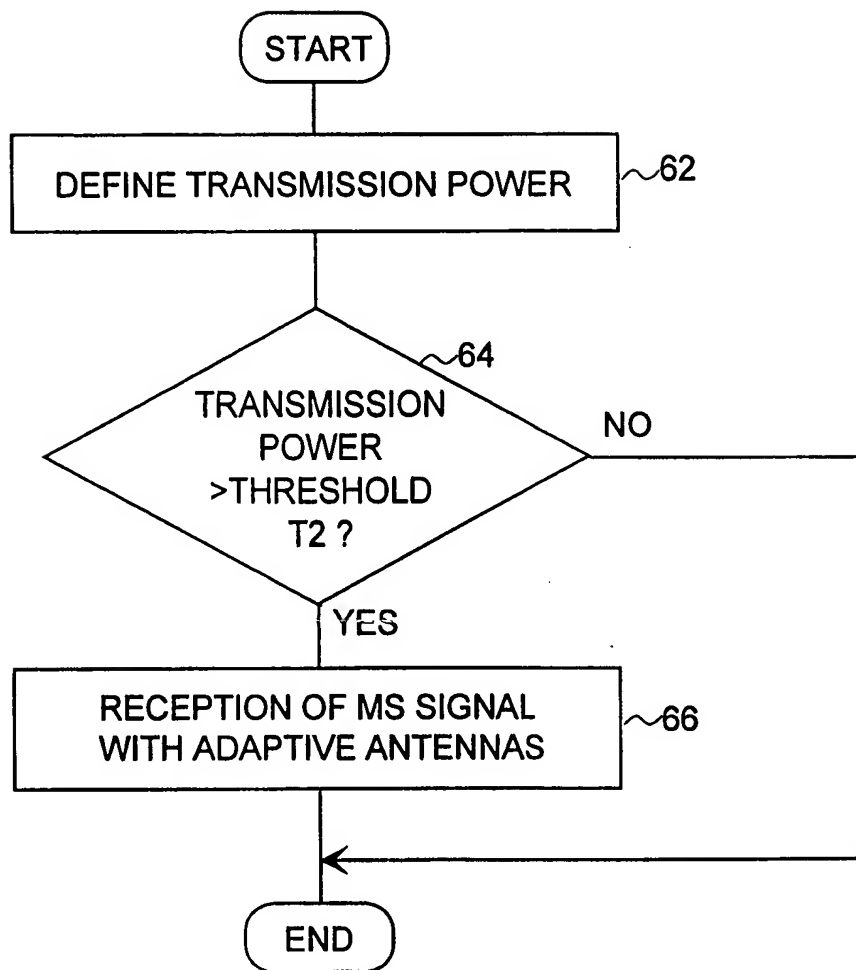 START
DEFINE TRANSMISSION POWER
62
64
TRANSMISSION
POWER
>THRESHOLD
T2 ?
NO
YES
RECEPTION OF MS SIGNAL
WITH ADAPTIVE ANTENNAS
66
END